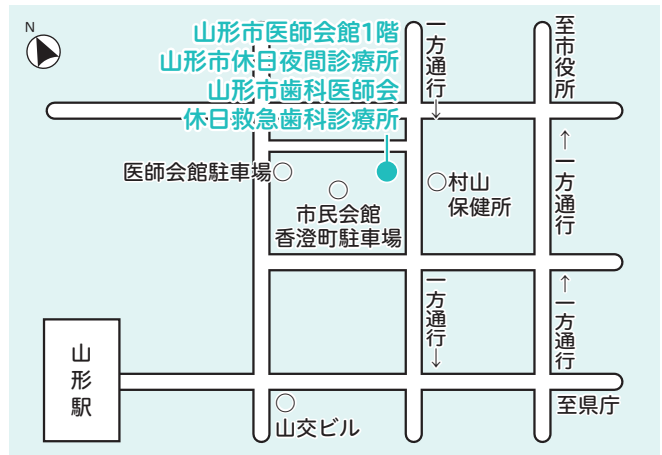 N
山形市医師会館1階
山形市休日夜間診療所
山形市歯科医師会
休日救急歯科診療所
一方通行↓
至市役所
医師会館駐車場○
○
市民会館
香澄町駐車場
○村山
保健所
↑一方通行
一方通行↓
↑一方通行
山形駅
○
山交ビル
至県庁